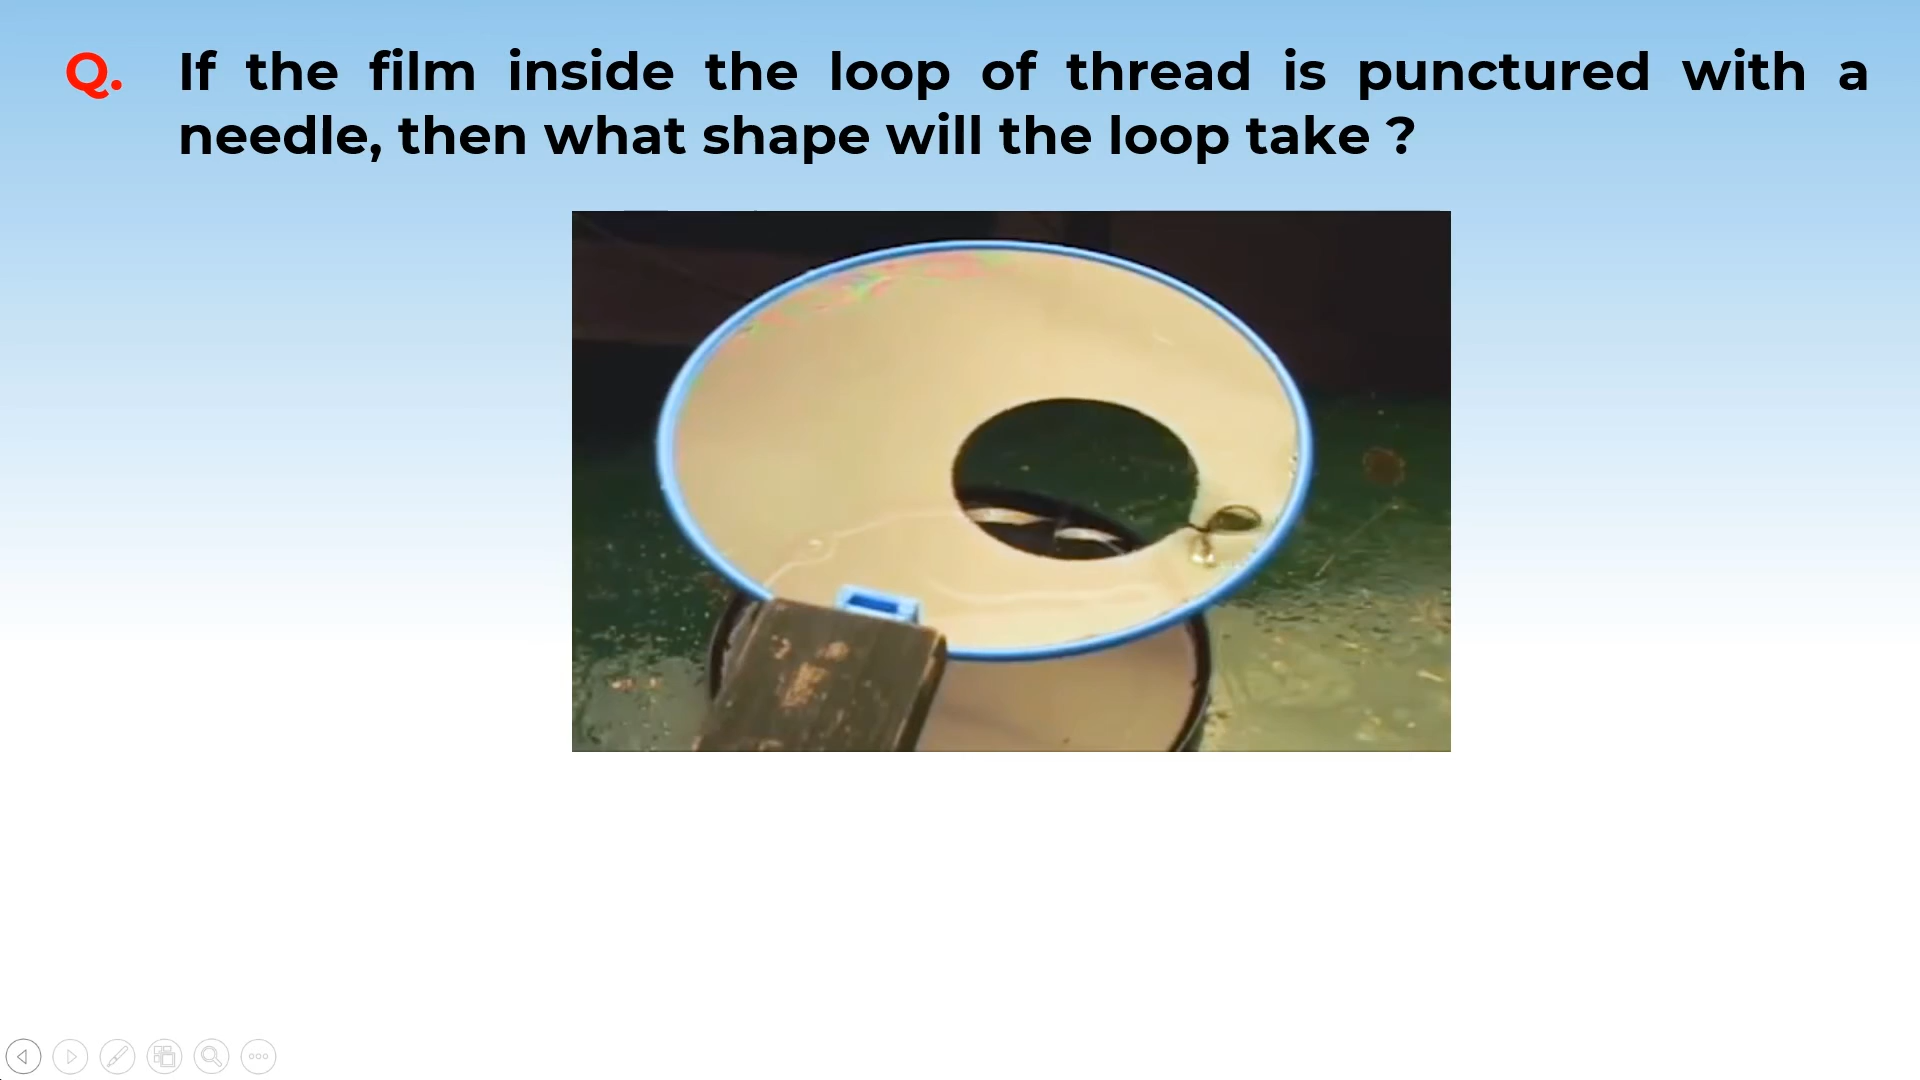 Q. If the film inside the loop of thread is punctured with a
needle, then what shape will the loop take ?